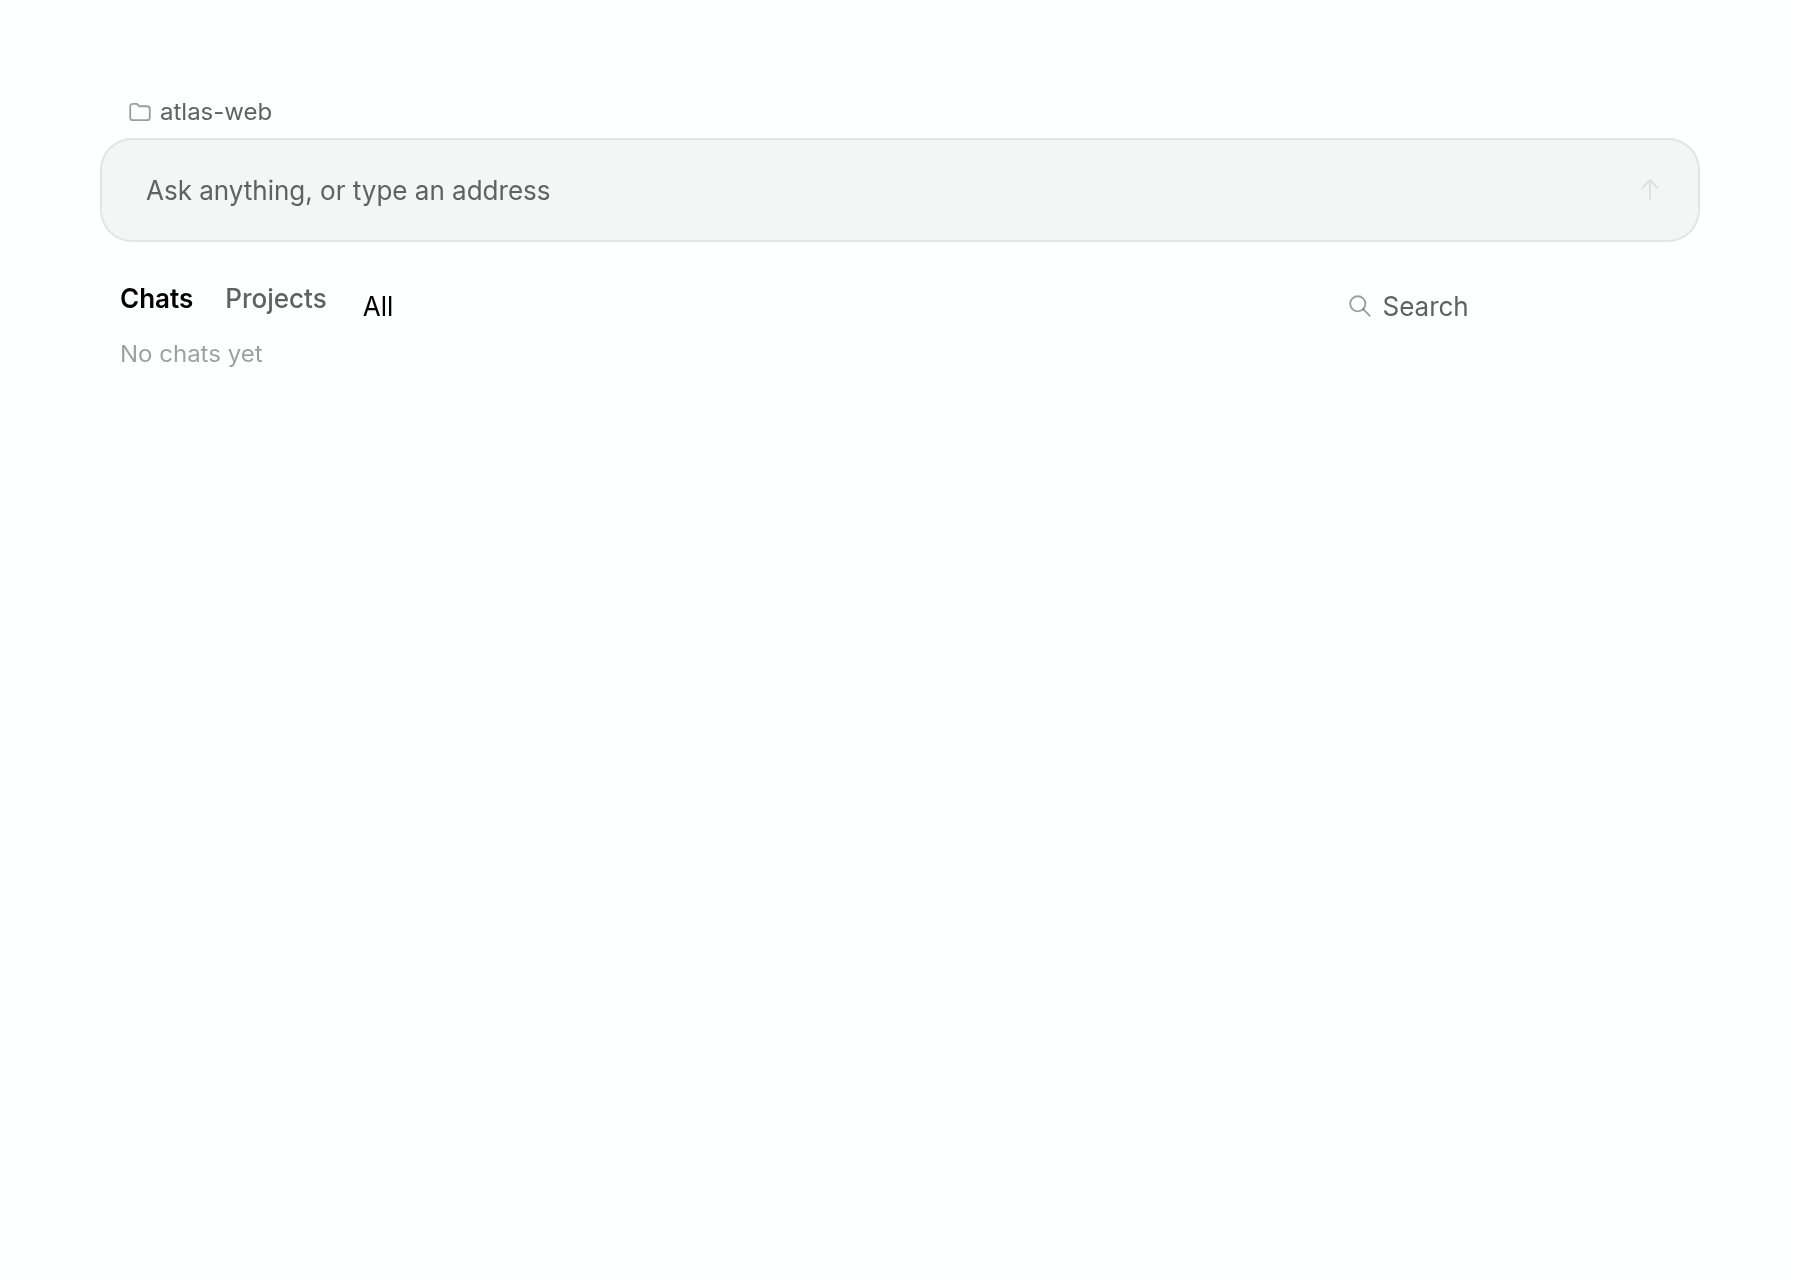 atlas-web
Ask anything, or type an address
Chats Projects All Search
No chats yet